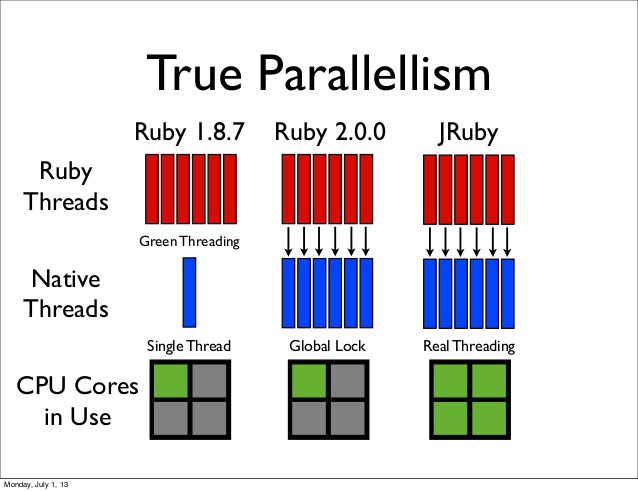 True Parallellism
Ruby 1.8.7 Ruby 2.0.0 JRuby
Ruby
Threads
Green Threading
Native
Threads
Single Thread Global Lock Real Threading
CPU Cores
in Use
Monday, July 1, 13